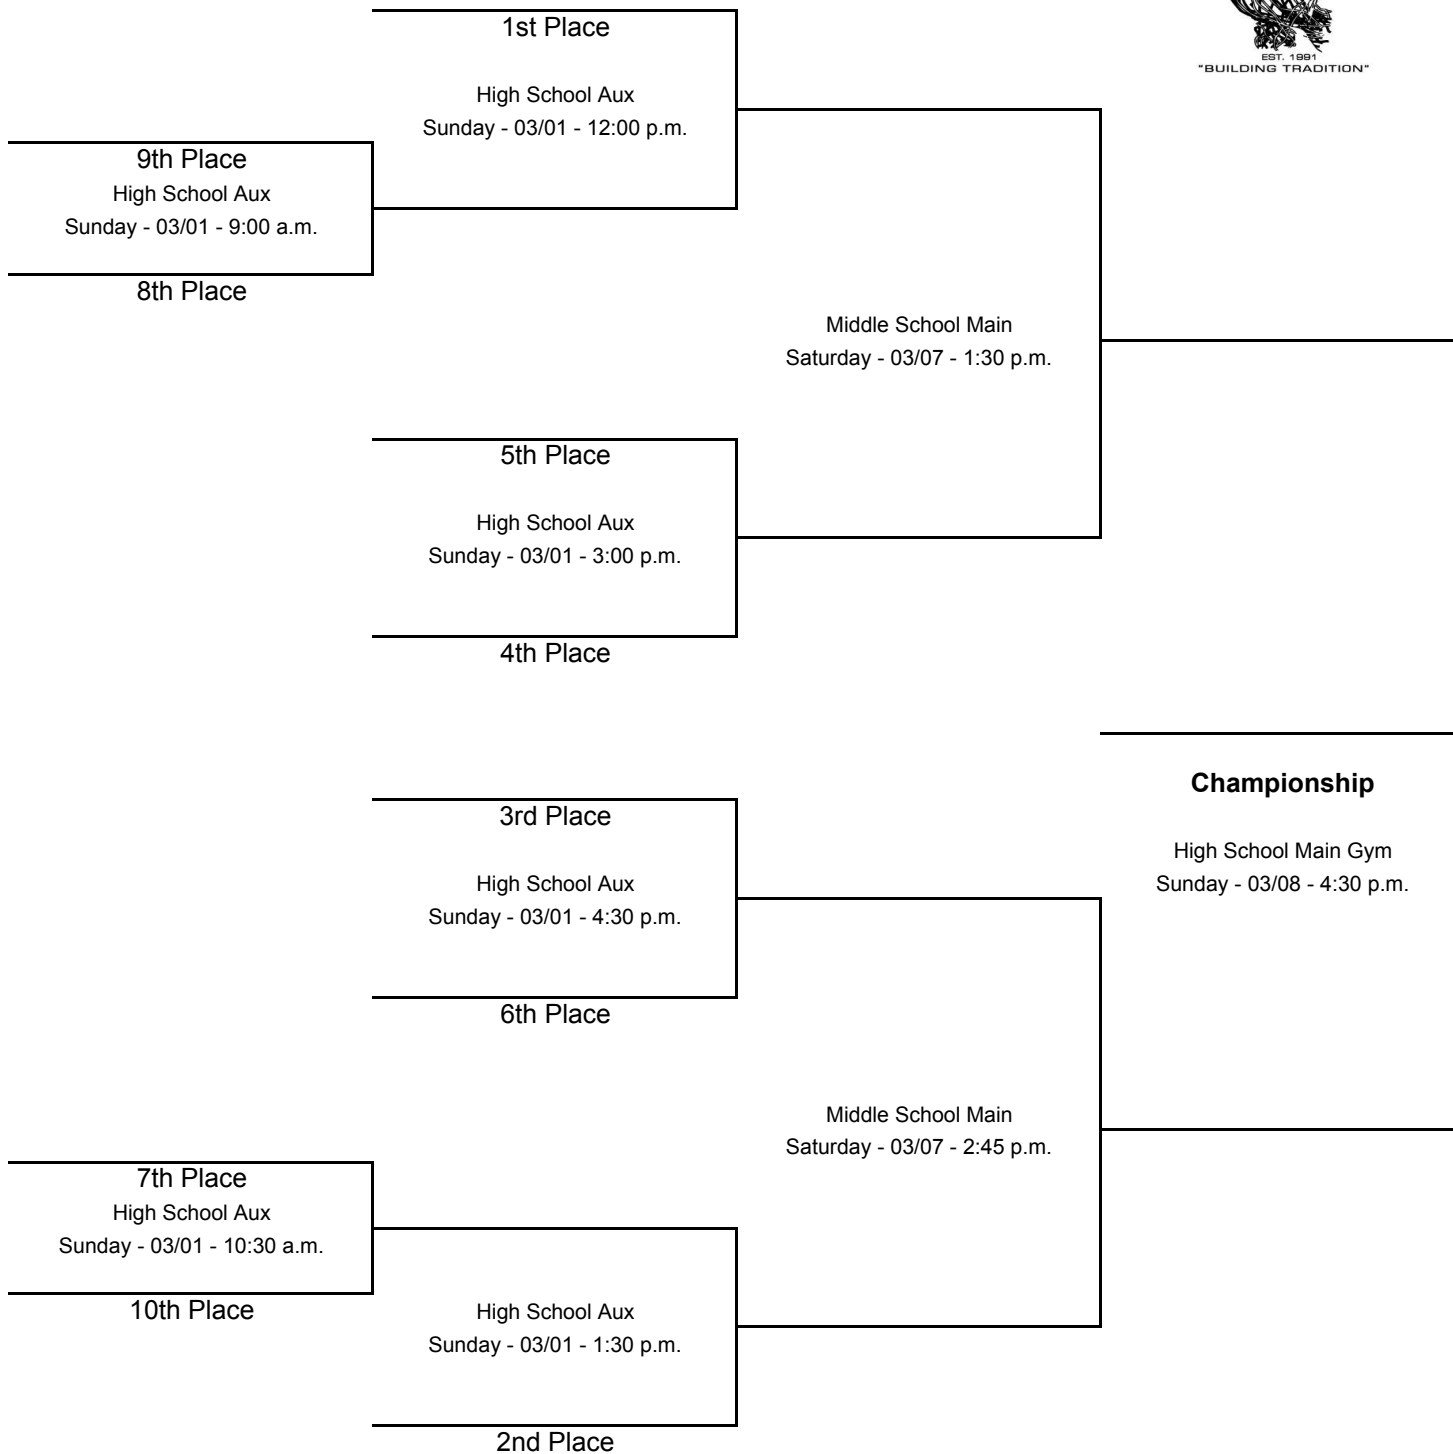 1st Place
EST. 1991
"BUILDING TRADITION"
High School Aux
Sunday - 03/01 - 12:00 p.m.
9th Place
High School Aux
Sunday - 03/01 - 9:00 a.m.
8th Place
Middle School Main
Saturday - 03/07 - 1:30 p.m.
5th Place
High School Aux
Sunday - 03/01 - 3:00 p.m.
4th Place
Championship
3rd Place
High School Main Gym
Sunday - 03/08 - 4:30 p.m.
High School Aux
Sunday - 03/01 - 4:30 p.m.
6th Place
Middle School Main
Saturday - 03/07 - 2:45 p.m.
7th Place
High School Aux
Sunday - 03/01 - 10:30 a.m.
10th Place
High School Aux
Sunday - 03/01 - 1:30 p.m.
2nd Place